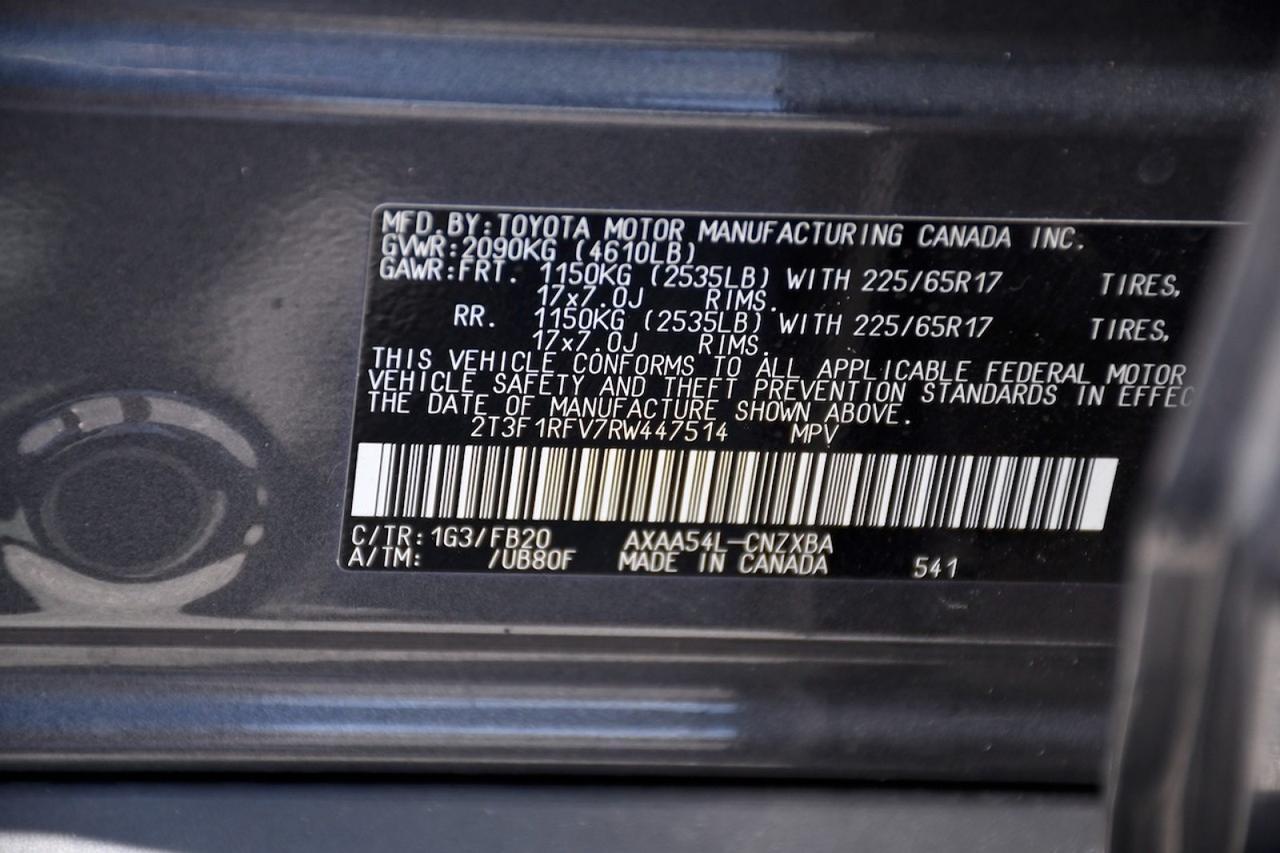 MFD.BY:TOYOTA MOTOR MANUFACTURING CANADA INC.
GVWR:2090KG (4610LB)
GAWR:FRT. 1150KG (2535LB) WITH 225/65R17 TIRES,
17x7.0J RIMS.
RR. 1150KG (2535LB) WITH 225/65R17 TIRES,
17x7.0J RIMS.
THIS VEHICLE CONFORMS TO ALL APPLICABLE FEDERAL MOTOR
VEHICLE SAFETY AND THEFT PREVENTION STANDARDS IN EFFEC
THE DATE OF MANUFACTURE SHOWN ABOVE.
2T3F1RFV7RW447514 MPV
C/TR:1G3/FB20 AXAA54L-CNZXBA
A/TM: /UB80F MADE IN CANADA 541